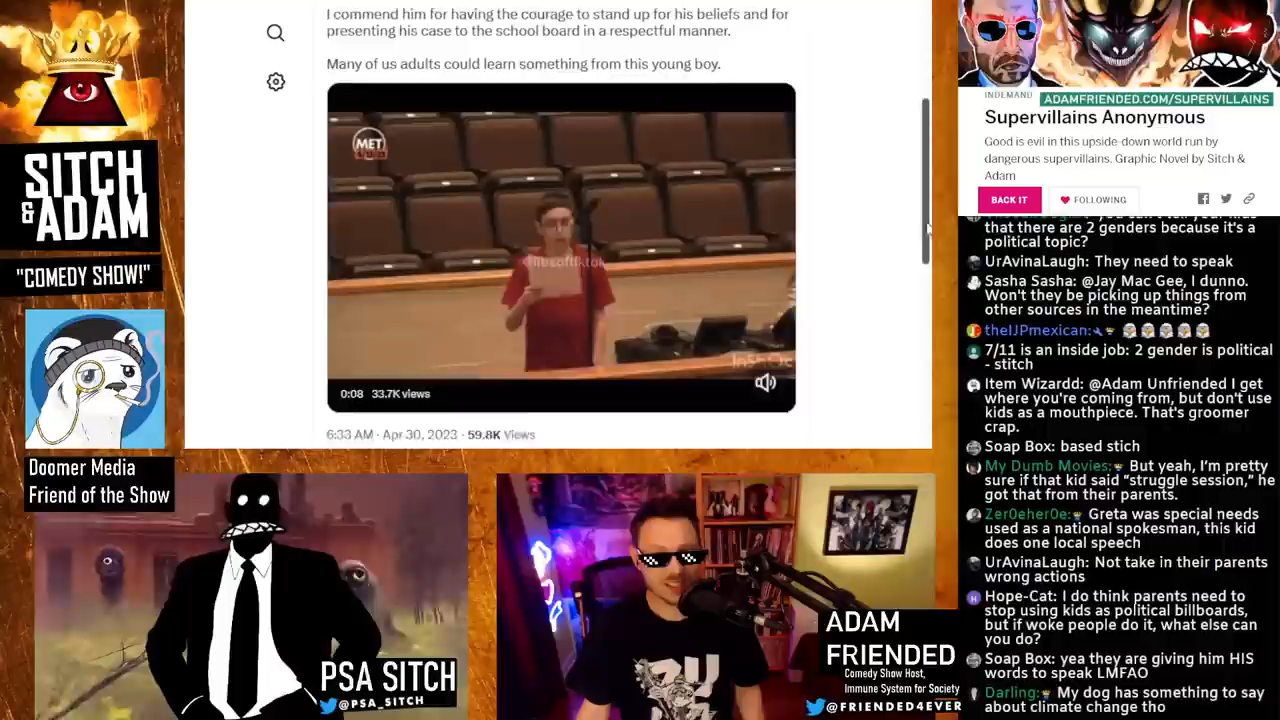 SITCH
& ADAM
"COMEDY SHOW!"
Doomer Media
Friend of the Show
I commend him for having the courage to stand up for his beliefs and for
presenting his case to the school board in a respectful manner.
Many of us adults could learn something from this young boy.
MET
0:08 33.7K views
6:33 AM · Apr 30, 2023 · 59.8K Views
PSA SITCH
@PSA_SITCH
ADAM
FRIENDED
Comedy Show Host,
Immune System for Society
@FRIENDED4EVER
INDEMAND
ADAMFRIENDED.COM/SUPERVILLAINS
Supervillains Anonymous
Good is evil in this upside-down world run by
dangerous supervillains. Graphic Novel by Sitch &
Adam
BACK IT
FOLLOWING
that there are 2 genders because it's a
political topic?
UrAvinaLaugh: They need to speak
Sasha Sasha: @Jay Mac Gee, I dunno.
Won't they be picking up things from
other sources in the meantime?
theIJPmexican:
7/11 is an inside job: 2 gender is political
- stitch
Item Wizardd: @Adam Unfriended I get
where you're coming from, but don't use
kids as a mouthpiece. That's groomer
crap.
Soap Box: based stich
My Dumb Movies: But yeah, I'm pretty
sure if that kid said "struggle session," he
got that from their parents.
Zer0eher0e: Greta was special needs
used as a national spokesman, this kid
does one local speech
UrAvinaLaugh: Not take in their parents
wrong actions
Hope-Cat: I do think parents need to
stop using kids as political billboards,
but if woke people do it, what else can
you do?
Soap Box: yea they are giving him HIS
words to speak LMFAO
Darling: My dog has something to say
about climate change tho